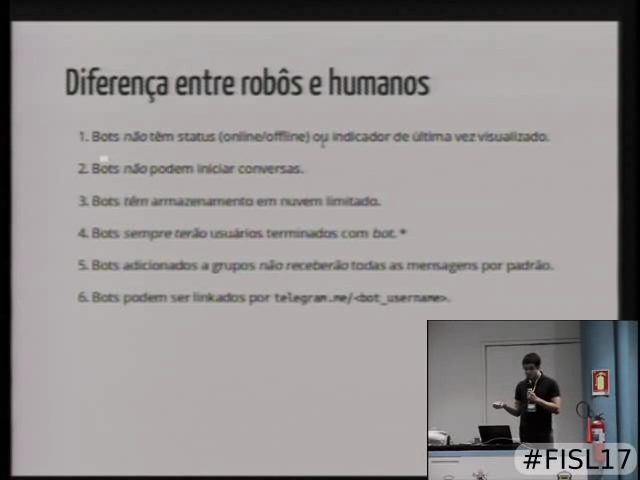 Diferença entre robôs e humanos
1. Bots não têm status (online/offline) ou indicador de última vez visualizado.
2. Bots não podem iniciar conversas.
3. Bots têm armazenamento em nuvem limitado.
4. Bots sempre terão usuários terminados com bot. *
5. Bots adicionados a grupos não receberão todas as mensagens por padrão.
6. Bots podem ser linkados por telegram.me/<bot_username>.
#FISL17